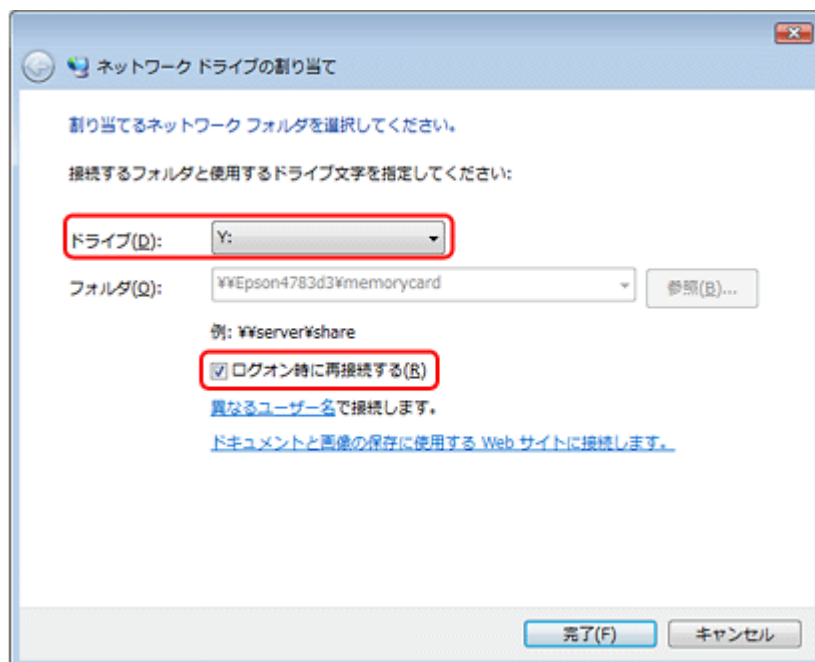 ネットワーク ドライブの割り当て
割り当てるネットワーク フォルダを選択してください。
接続するフォルダと使用するドライブ文字を指定してください:
ドライブ(D): Y:
フォルダ(O): ¥¥Epson4783d3¥memorycard 参照(B)...
例: ¥¥server¥share
ログオン時に再接続する(R)
異なるユーザー名で接続します。
ドキュメントと画像の保存に使用する Web サイトに接続します。
完了(F) キャンセル